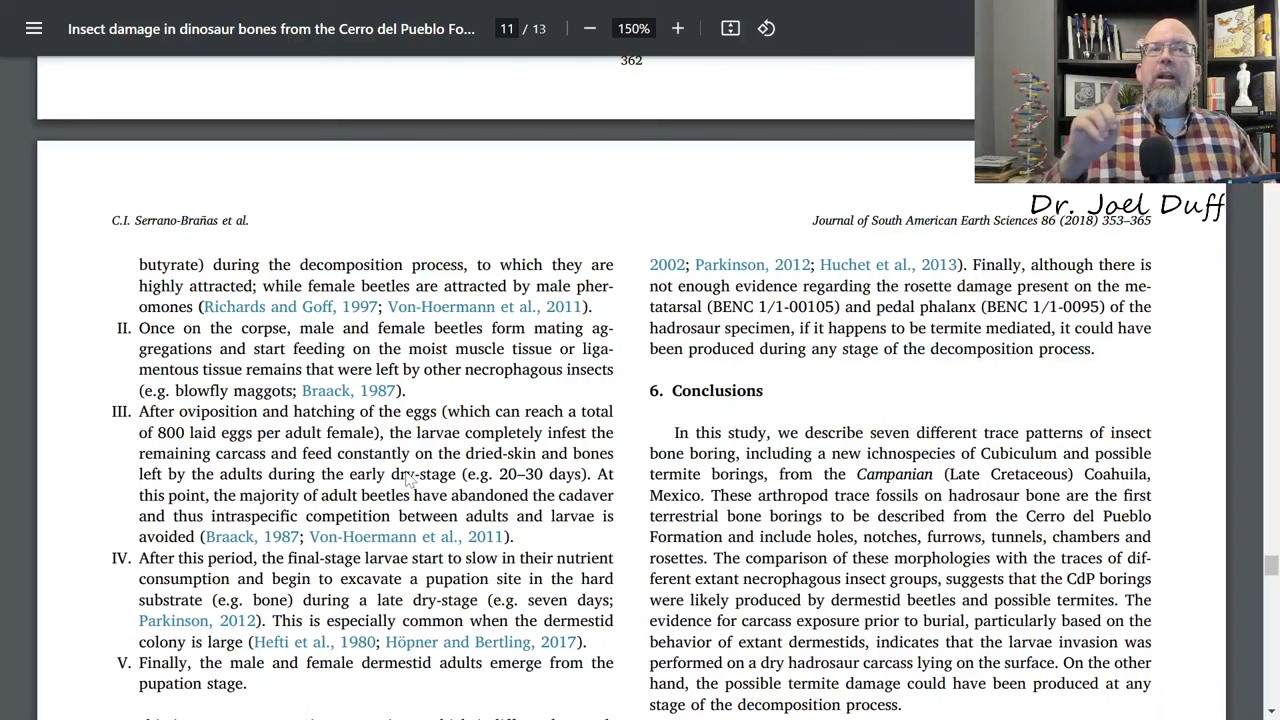 Insect damage in dinosaur bones from the Cerro del Pueblo Fo...
11 / 13
150%
362
Dr. Joel Duff
C.I. Serrano-Brañas et al.
Journal of South American Earth Sciences 86 (2018) 353–365
butyrate) during the decomposition process, to which they are
highly attracted; while female beetles are attracted by male pher-
omones (Richards and Goff, 1997; Von-Hoermann et al., 2011).
II. Once on the corpse, male and female beetles form mating ag-
gregations and start feeding on the moist muscle tissue or liga-
mentous tissue remains that were left by other necrophagous insects
(e.g. blowfly maggots; Braack, 1987).
III. After oviposition and hatching of the eggs (which can reach a total
of 800 laid eggs per adult female), the larvae completely infest the
remaining carcass and feed constantly on the dried-skin and bones
left by the adults during the early dry-stage (e.g. 20–30 days). At
this point, the majority of adult beetles have abandoned the cadaver
and thus intraspecific competition between adults and larvae is
avoided (Braack, 1987; Von-Hoermann et al., 2011).
IV. After this period, the final-stage larvae start to slow in their nutrient
consumption and begin to excavate a pupation site in the hard
substrate (e.g. bone) during a late dry-stage (e.g. seven days;
Parkinson, 2012). This is especially common when the dermestid
colony is large (Hefti et al., 1980; Höpner and Bertling, 2017).
V. Finally, the male and female dermestid adults emerge from the
pupation stage.
2002; Parkinson, 2012; Huchet et al., 2013). Finally, although there is
not enough evidence regarding the rosette damage present on the me-
tatarsal (BENC 1/1-00105) and pedal phalanx (BENC 1/1-0095) of the
hadrosaur specimen, if it happens to be termite mediated, it could have
been produced during any stage of the decomposition process.
6. Conclusions
In this study, we describe seven different trace patterns of insect
bone boring, including a new ichnospecies of Cubiculum and possible
termite borings, from the Campanian (Late Cretaceous) Coahuila,
Mexico. These arthropod trace fossils on hadrosaur bone are the first
terrestrial bone borings to be described from the Cerro del Pueblo
Formation and include holes, notches, furrows, tunnels, chambers and
rosettes. The comparison of these morphologies with the traces of dif-
ferent extant necrophagous insect groups, suggests that the CdP borings
were likely produced by dermestid beetles and possible termites. The
evidence for carcass exposure prior to burial, particularly based on the
behavior of extant dermestids, indicates that the larvae invasion was
performed on a dry hadrosaur carcass lying on the surface. On the other
hand, the possible termite damage could have been produced at any
stage of the decomposition process.